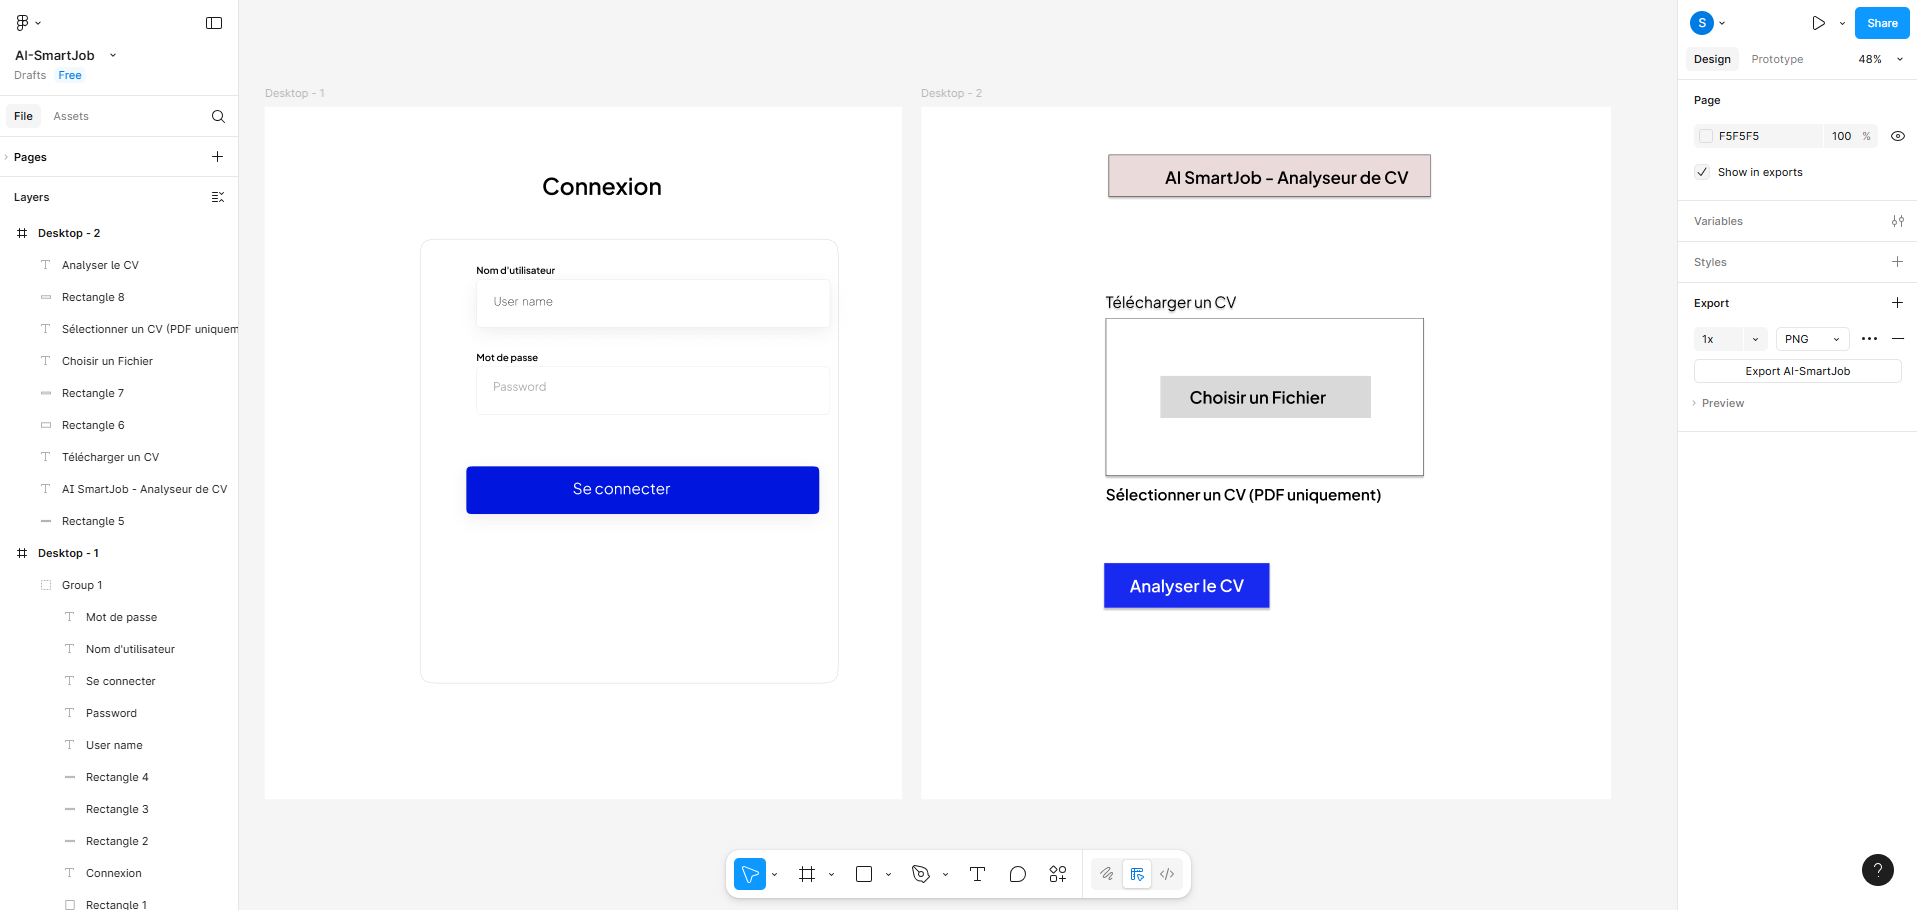 AI-SmartJob
Drafts Free
File Assets
Pages
Layers
Desktop - 2
Analyser le CV
Rectangle 8
Sélectionner un CV (PDF uniquem
Choisir un Fichier
Rectangle 7
Rectangle 6
Télécharger un CV
AI SmartJob - Analyseur de CV
Rectangle 5
Desktop - 1
Group 1
Mot de passe
Nom d'utilisateur
Se connecter
Password
User name
Rectangle 4
Rectangle 3
Rectangle 2
Connexion
Rectangle 1
Desktop - 1
Connexion
Nom d'utilisateur
User name
Mot de passe
Password
Se connecter
Desktop - 2
AI SmartJob - Analyseur de CV
Télécharger un CV
Choisir un Fichier
Sélectionner un CV (PDF uniquement)
Analyser le CV
S
Share
Design Prototype 48%
Page
F5F5F5 100 %
Show in exports
Variables
Styles
Export
1x PNG
Export AI-SmartJob
Preview
?